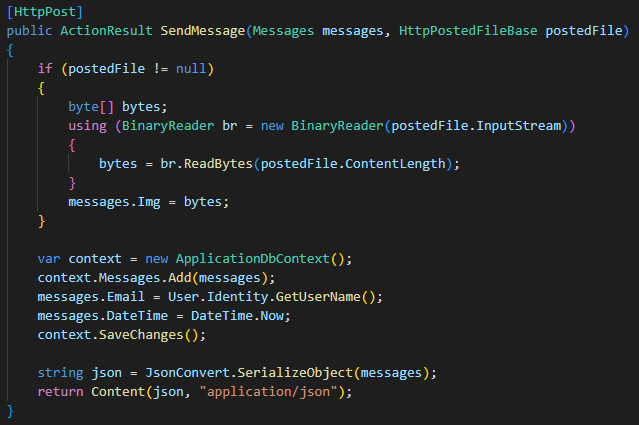 [HttpPost]
public ActionResult SendMessage(Messages messages, HttpPostedFileBase postedFile)
{
    if (postedFile != null)
    {
        byte[] bytes;
        using (BinaryReader br = new BinaryReader(postedFile.InputStream))
        {
            bytes = br.ReadBytes(postedFile.ContentLength);
        }
        messages.Img = bytes;
    }

    var context = new ApplicationDbContext();
    context.Messages.Add(messages);
    messages.Email = User.Identity.GetUserName();
    messages.DateTime = DateTime.Now;
    context.SaveChanges();

    string json = JsonConvert.SerializeObject(messages);
    return Content(json, "application/json");
}